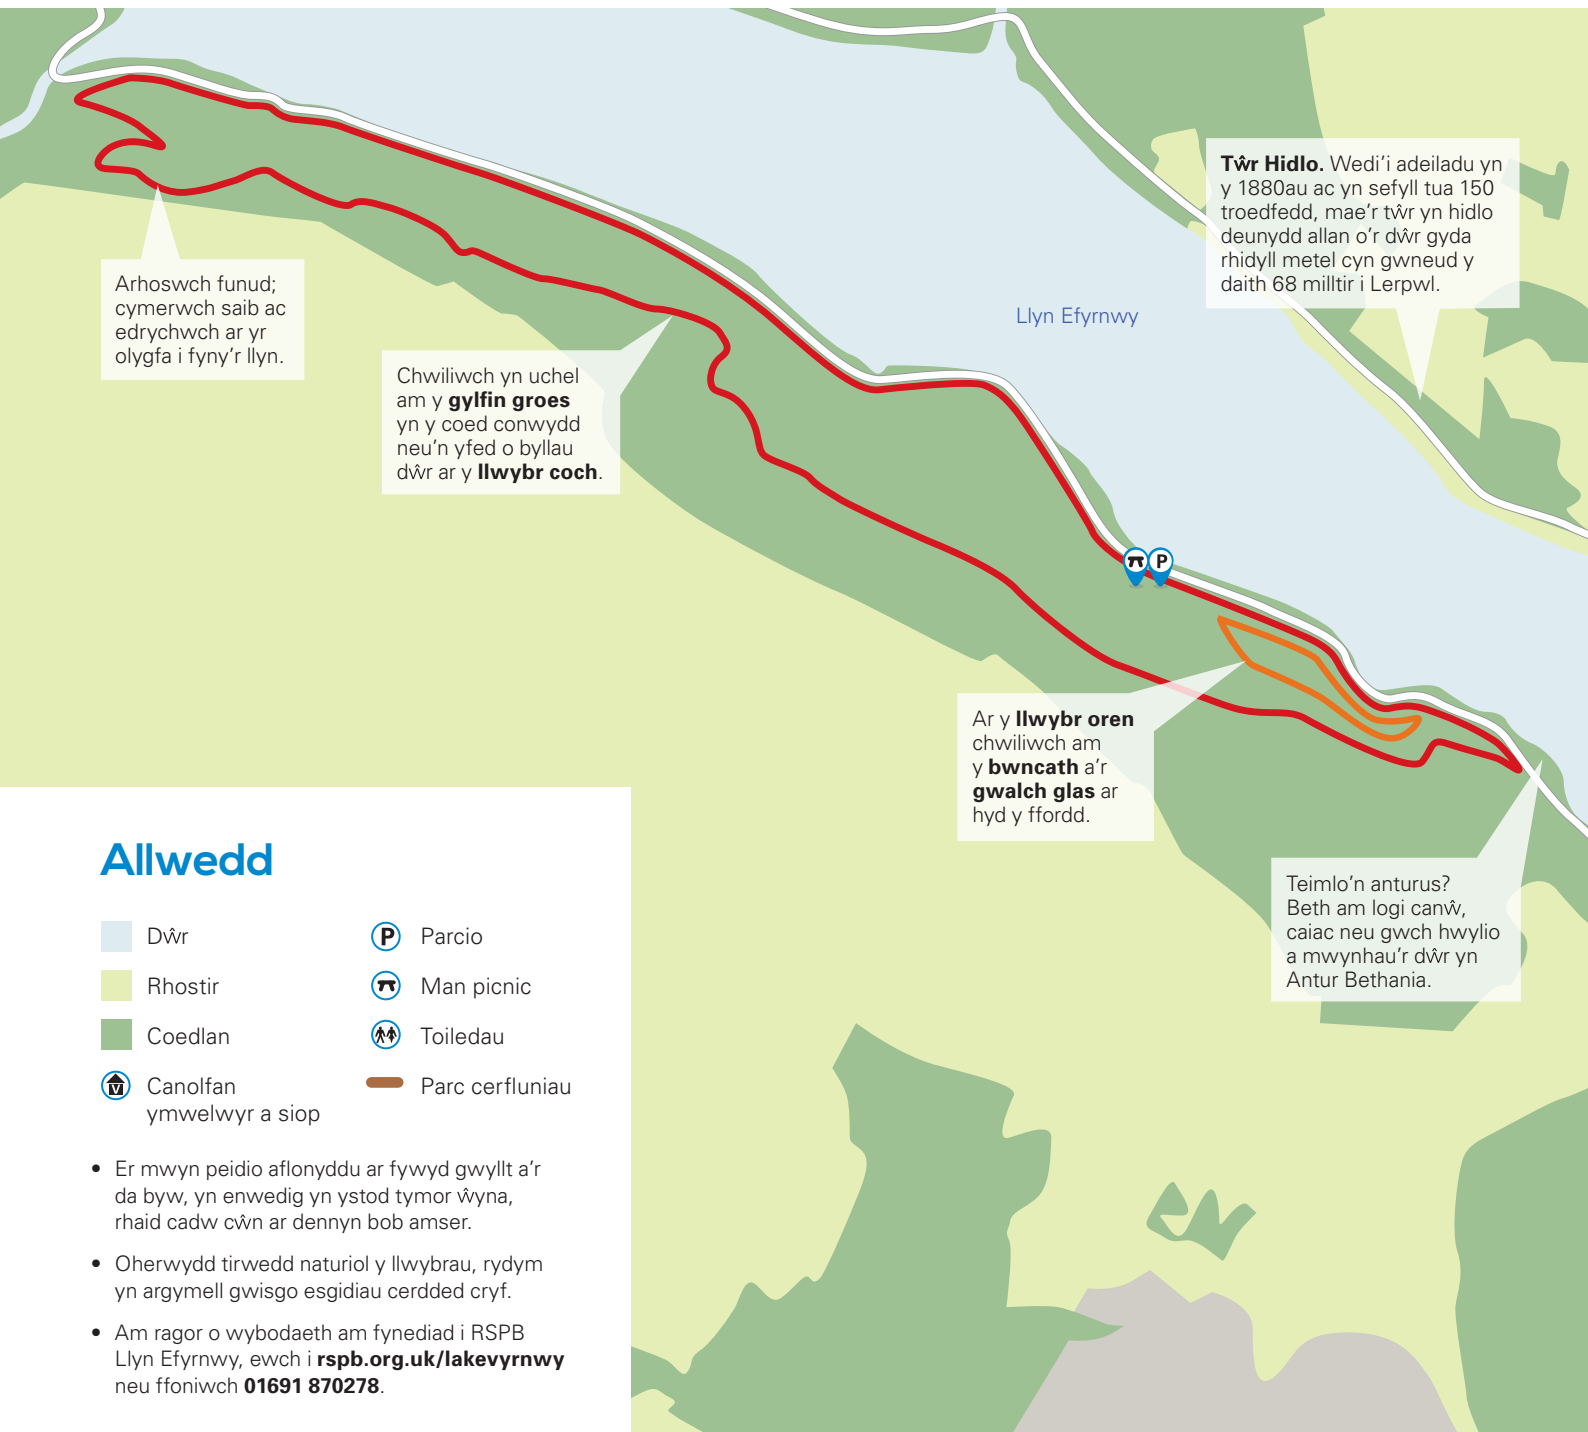 Tŵr Hidlo. Wedi'i adeiladu yn
y 1880au ac yn sefyll tua 150
troedfedd, mae'r tŵr yn hidlo
deunydd allan o'r dŵr gyda
rhidyll metel cyn gwneud y
daith 68 milltir i Lerpwl.
Arhoswch funud;
cymerwch saib ac
edrychwch ar yr
olygfa i fyny'r llyn.
Llyn Efyrnwy
Chwiliwch yn uchel
am y gylfin groes
yn y coed conwydd
neu'n yfed o byllau
dŵr ar y llwybr coch.
P
Ar y llwybr oren
chwiliwch am
y bwncath a'r
gwalch glas ar
hyd y ffordd.
Teimlo'n anturus?
Beth am logi canŵ,
caiac neu gwch hwylio
a mwynhau'r dŵr yn
Antur Bethania.
Allwedd
Dŵr
Rhostir
Coedlan
V Canolfan
ymwelwyr a siop
P Parcio
Man picnic
Toiledau
Parc cerfluniau
• Er mwyn peidio aflonyddu ar fywyd gwyllt a'r
da byw, yn enwedig yn ystod tymor ŵyna,
rhaid cadw cŵn ar dennyn bob amser.
• Oherwydd tirwedd naturiol y llwybrau, rydym
yn argymell gwisgo esgidiau cerdded cryf.
• Am ragor o wybodaeth am fynediad i RSPB
Llyn Efyrnwy, ewch i rspb.org.uk/lakevyrnwy
neu ffoniwch 01691 870278.